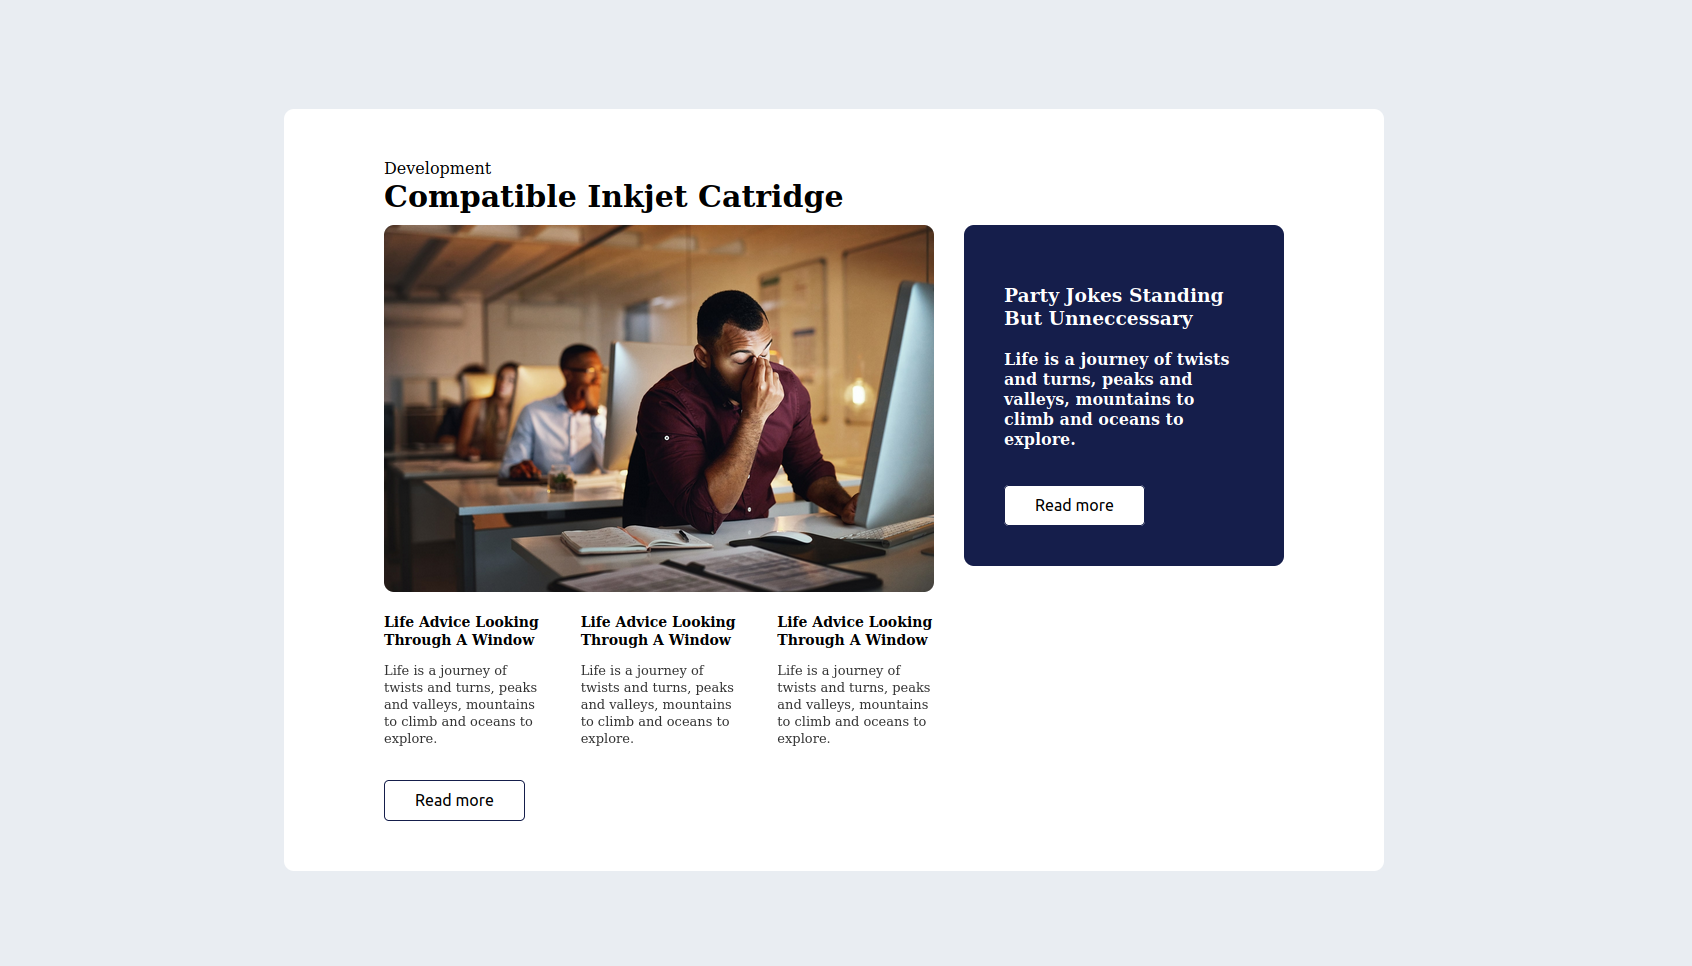 Development
Compatible Inkjet Catridge
Party Jokes Standing
But Unneccessary
Life is a journey of twists
and turns, peaks and
valleys, mountains to
climb and oceans to
explore.
Read more
Life Advice Looking
Through A Window
Life is a journey of
twists and turns, peaks
and valleys, mountains
to climb and oceans to
explore.
Life Advice Looking
Through A Window
Life is a journey of
twists and turns, peaks
and valleys, mountains
to climb and oceans to
explore.
Life Advice Looking
Through A Window
Life is a journey of
twists and turns, peaks
and valleys, mountains
to climb and oceans to
explore.
Read more